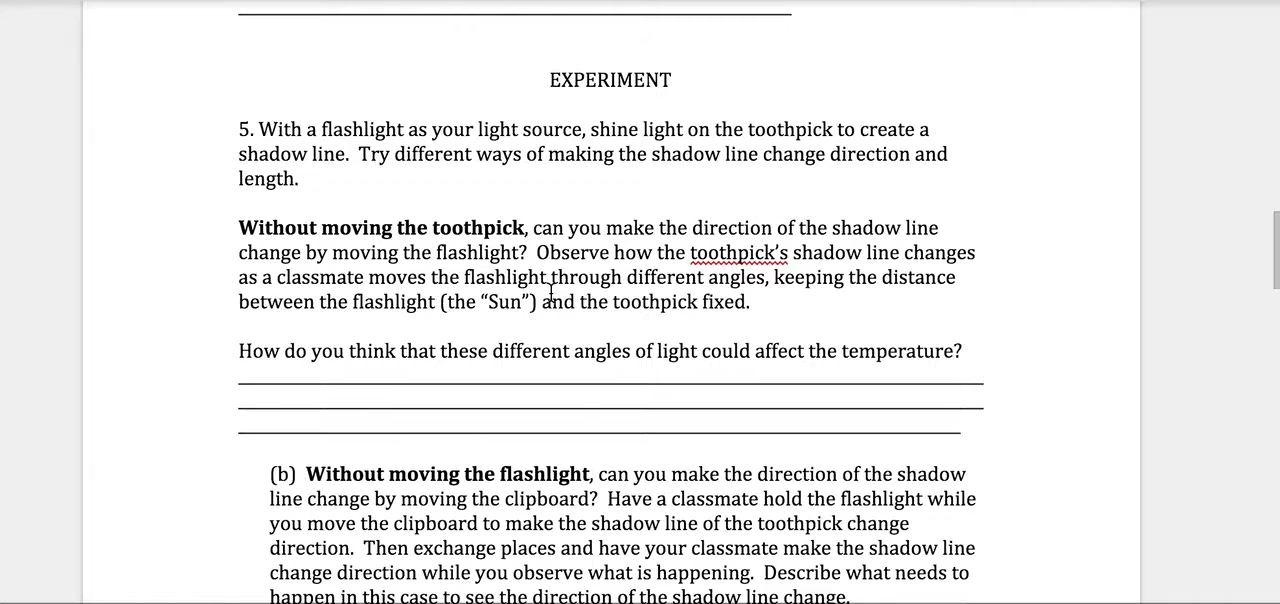 EXPERIMENT
5. With a flashlight as your light source, shine light on the toothpick to create a
shadow line.  Try different ways of making the shadow line change direction and
length.
Without moving the toothpick, can you make the direction of the shadow line
change by moving the flashlight?  Observe how the toothpick’s shadow line changes
as a classmate moves the flashlight through different angles, keeping the distance
between the flashlight (the “Sun”) and the toothpick fixed.
How do you think that these different angles of light could affect the temperature?
(b)  Without moving the flashlight, can you make the direction of the shadow
line change by moving the clipboard?  Have a classmate hold the flashlight while
you move the clipboard to make the shadow line of the toothpick change
direction.  Then exchange places and have your classmate make the shadow line
change direction while you observe what is happening.  Describe what needs to
happen in this case to see the direction of the shadow line change.